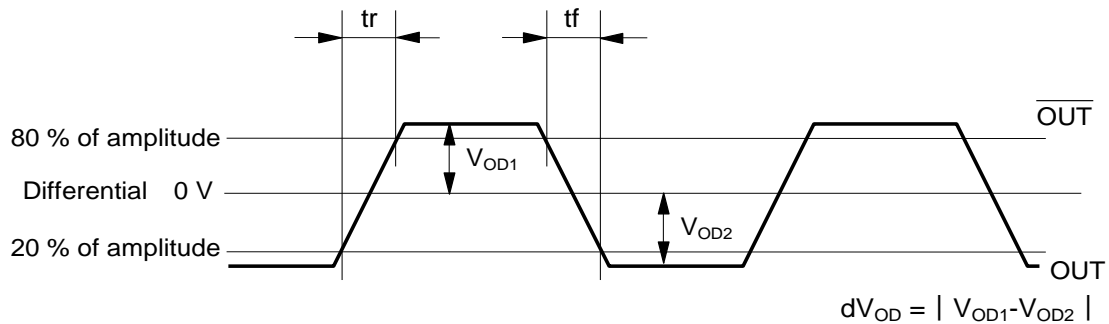 tr
tf
80 % of amplitude
OUT
VOD1
Differential 0 V
VOD2
20 % of amplitude
OUT
dVOD = | VOD1-VOD2 |